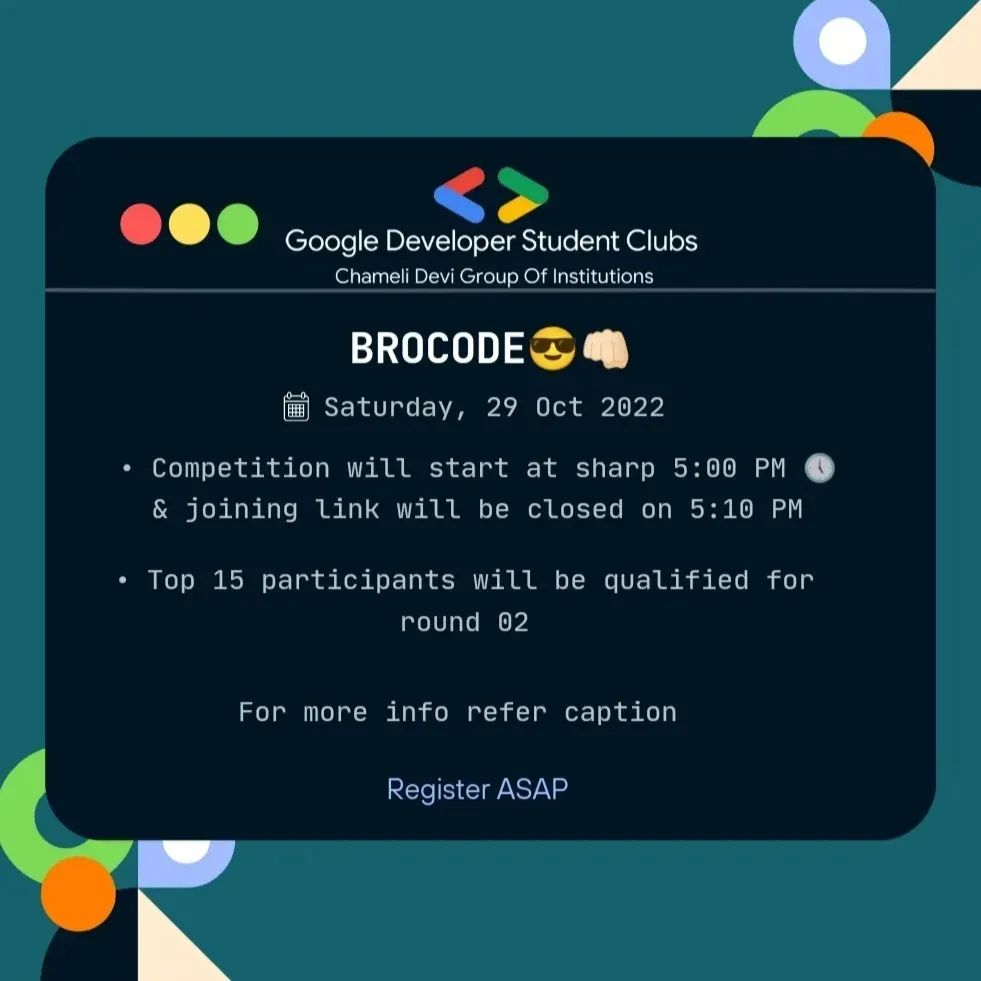 Google Developer Student Clubs
Chameli Devi Group Of Institutions
BROCODE😎👊🏻
Saturday, 29 Oct 2022
• Competition will start at sharp 5:00 PM 🕔
& joining link will be closed on 5:10 PM
• Top 15 participants will be qualified for
round 02
For more info refer caption
Register ASAP